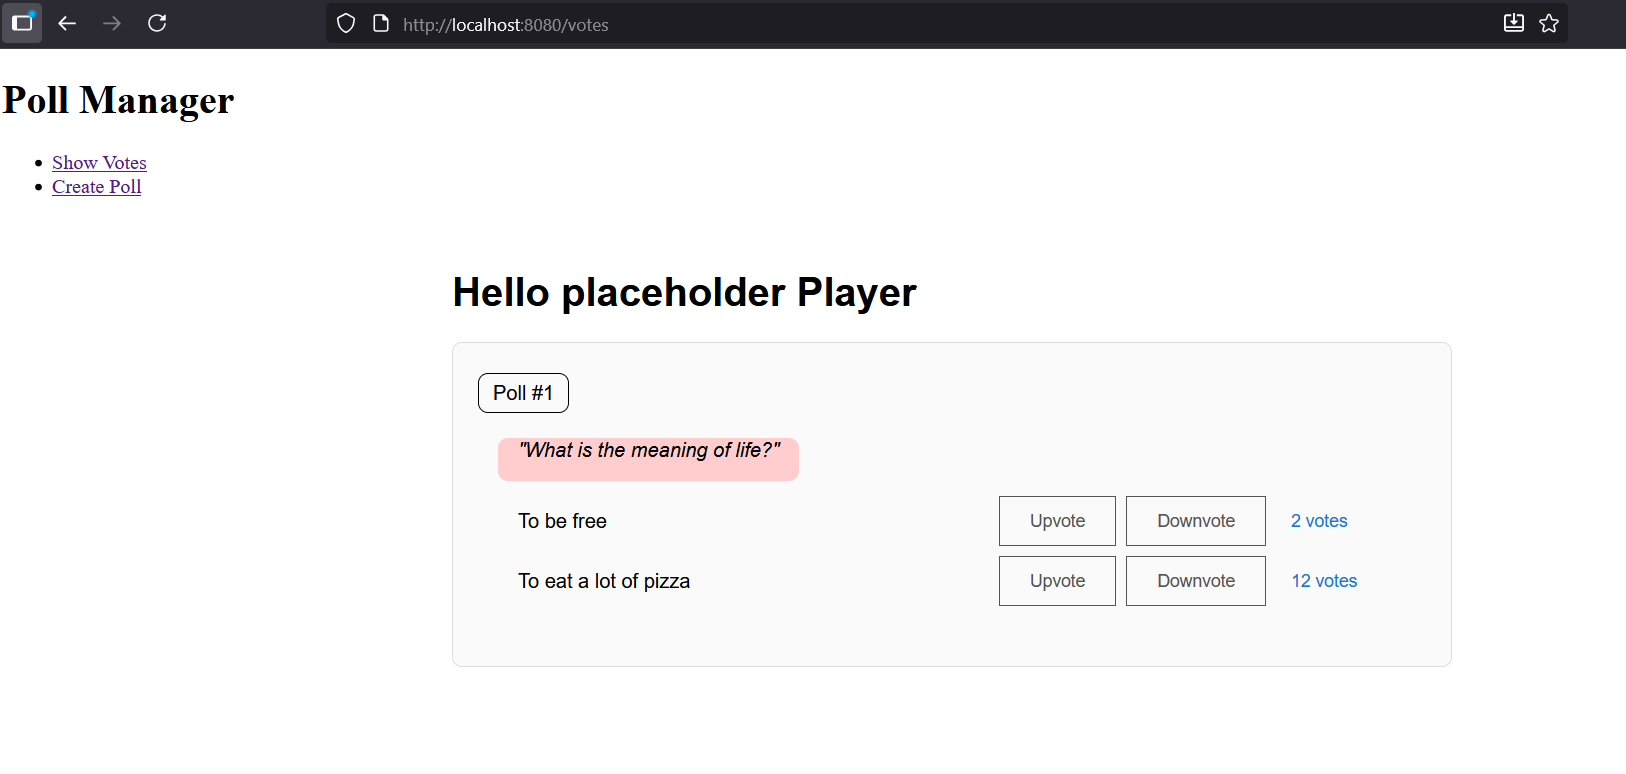 http://localhost:8080/votes
Poll Manager
Show Votes
Create Poll
Hello placeholder Player
Poll #1
"What is the meaning of life?"
To be free Upvote Downvote 2 votes
To eat a lot of pizza Upvote Downvote 12 votes